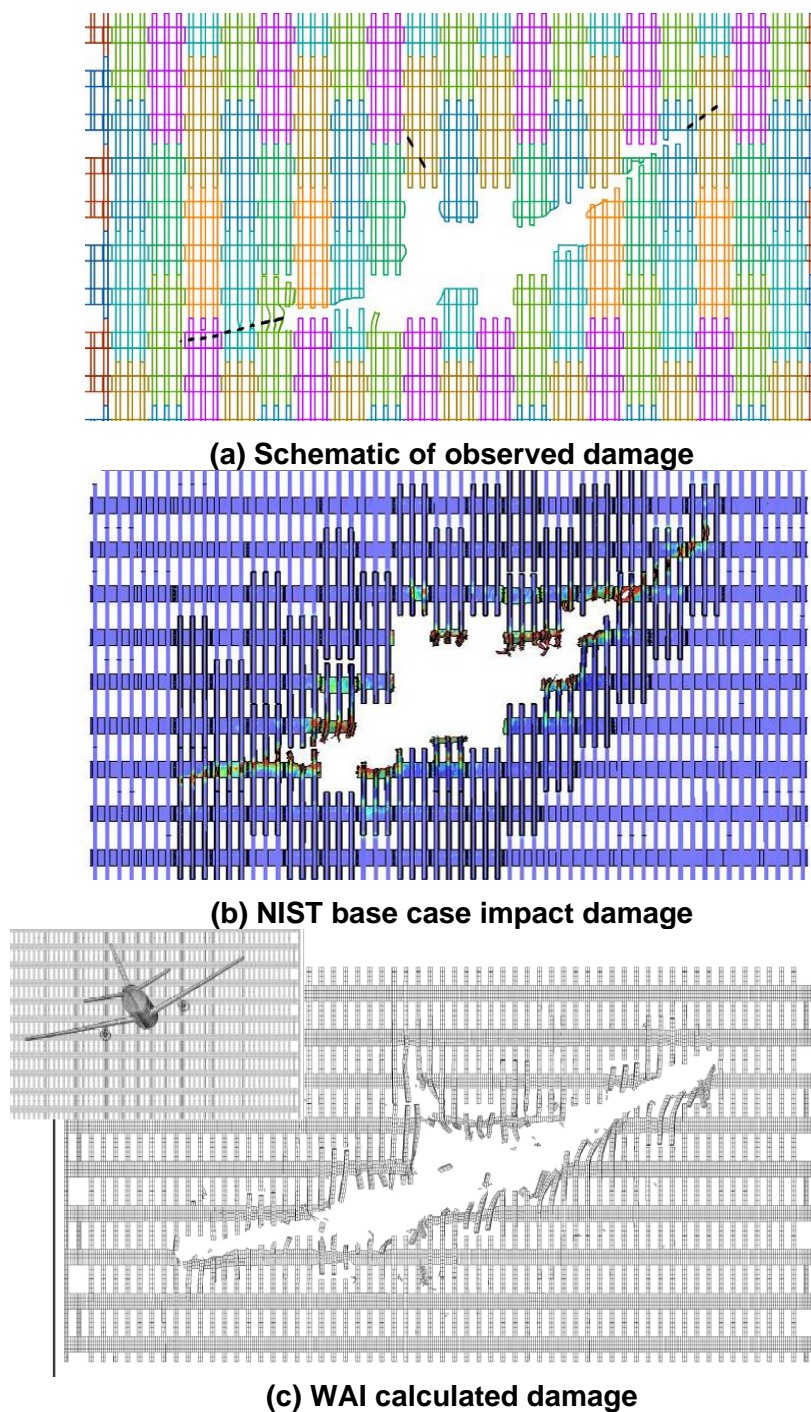 (a) Schematic of observed damage
(b) NIST base case impact damage
(c) WAI calculated damage